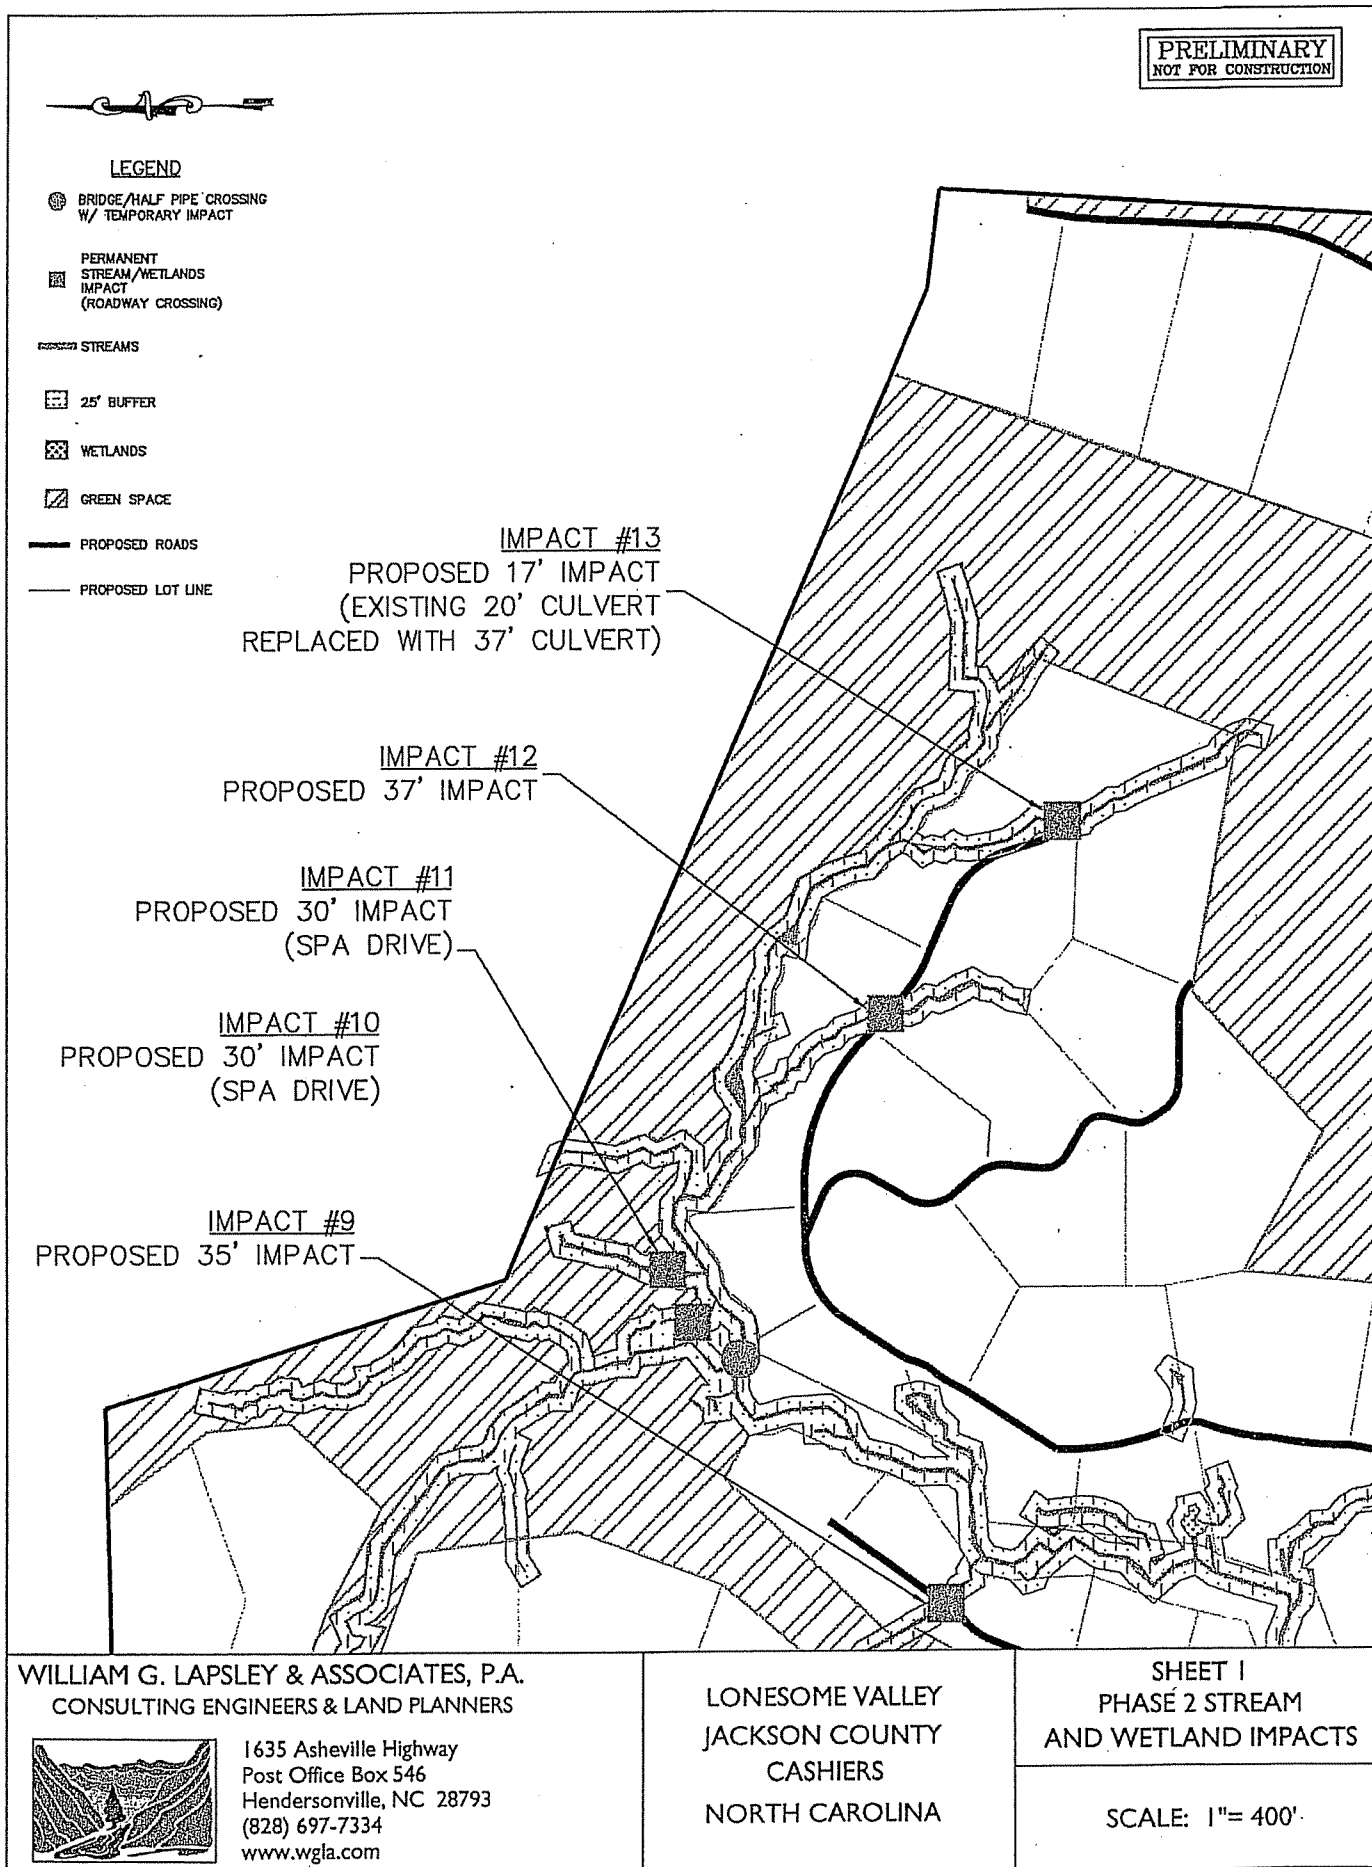 PRELIMINARY
NOT FOR CONSTRUCTION
LEGEND
BRIDGE/HALF PIPE CROSSING
W/ TEMPORARY IMPACT
PERMANENT
STREAM/WETLANDS
IMPACT
(ROADWAY CROSSING)
STREAMS
25' BUFFER
WETLANDS
GREEN SPACE
PROPOSED ROADS
PROPOSED LOT LINE
IMPACT #13
PROPOSED 17' IMPACT
(EXISTING 20' CULVERT
REPLACED WITH 37' CULVERT)
IMPACT #12
PROPOSED 37' IMPACT
IMPACT #11
PROPOSED 30' IMPACT
(SPA DRIVE)
IMPACT #10
PROPOSED 30' IMPACT
(SPA DRIVE)
IMPACT #9
PROPOSED 35' IMPACT
WILLIAM G. LAPSLEY & ASSOCIATES, P.A.
CONSULTING ENGINEERS & LAND PLANNERS
1635 Asheville Highway
Post Office Box 546
Hendersonville, NC 28793
(828) 697-7334
www.wgla.com
LONESOME VALLEY
JACKSON COUNTY
CASHIERS
NORTH CAROLINA
SHEET 1
PHASE 2 STREAM
AND WETLAND IMPACTS
SCALE: 1"= 400'